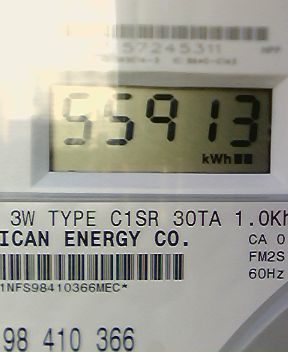 57245311
55913
kWh
3W TYPE C1SR 30TA 1.0Kh
ICAN ENERGY CO.
CA 0
FM2S
60Hz
1NFS98410366MEC*
98 410 366